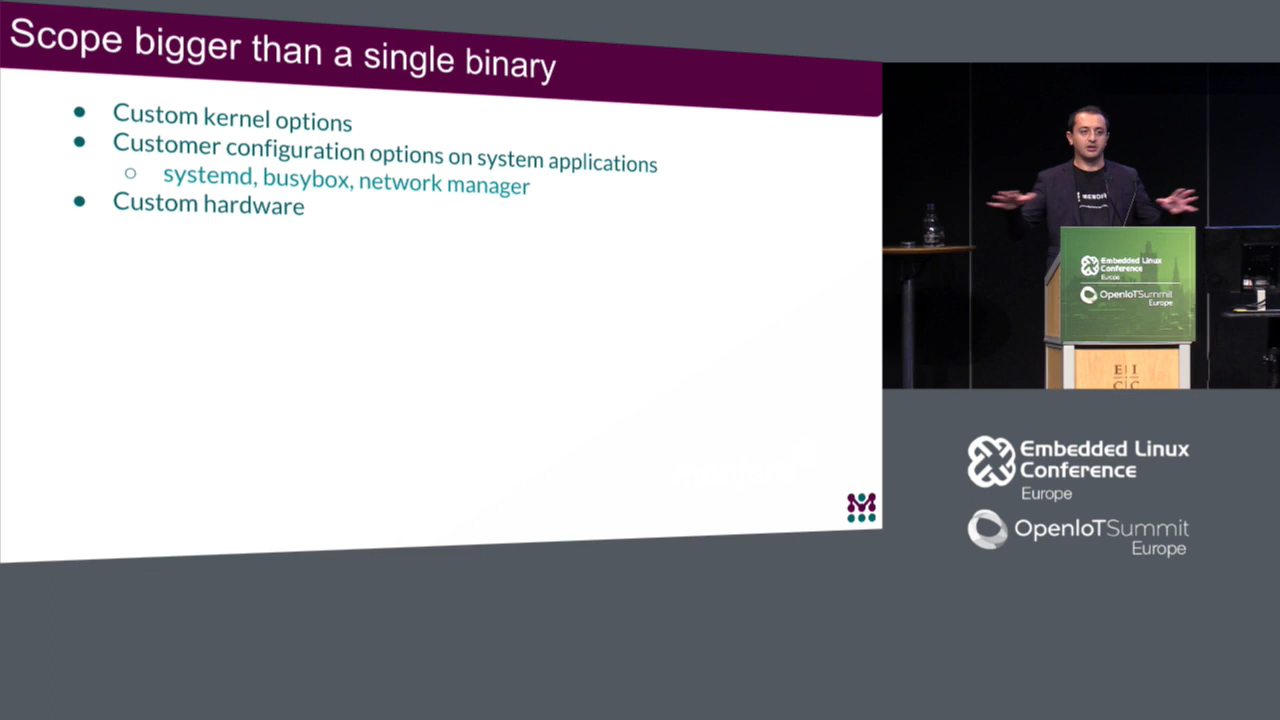 Scope bigger than a single binary
Custom kernel options
Customer configuration options on system applications
systemd, busybox, network manager
Custom hardware
Embedded Linux
Conference
Europe
OpenIoTSummit
Europe
E I
C C
Embedded Linux
Conference
Europe
OpenIoTSummit
Europe